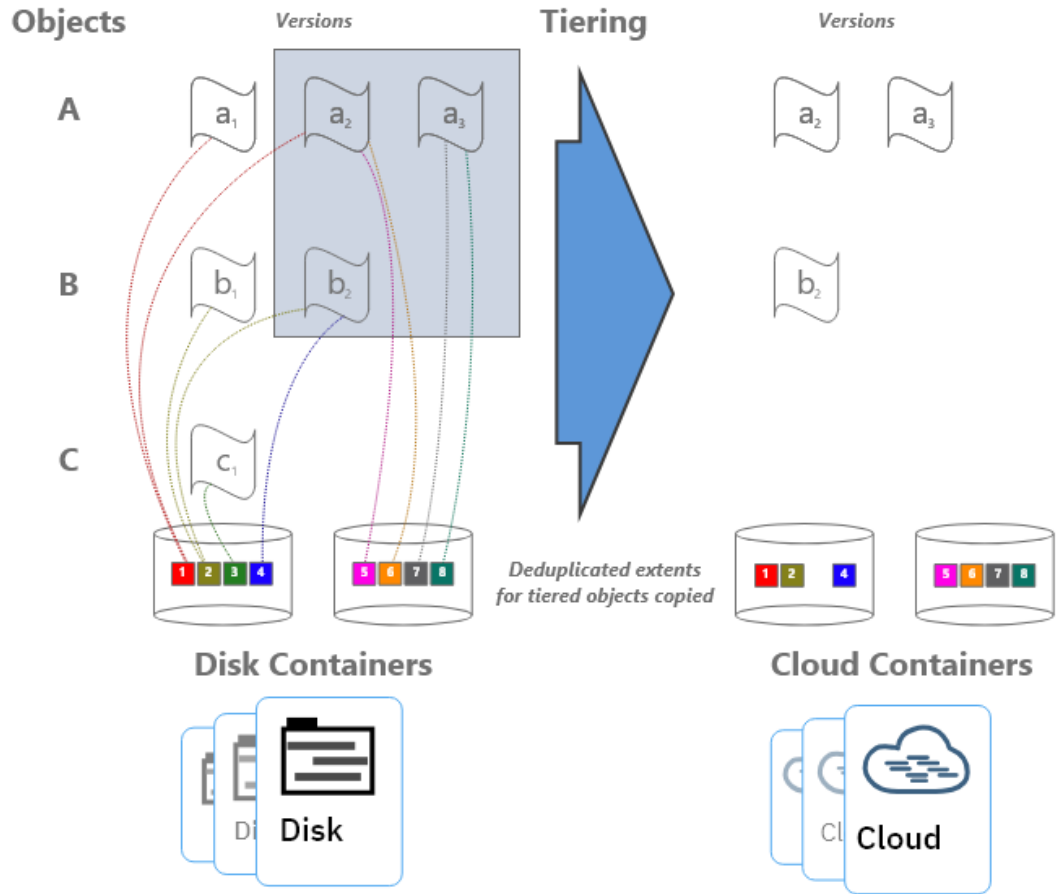 Objects
Versions
Tiering
Versions
A
a1
a2
a3
a2
a3
B
b1
b2
b2
C
c1
1 2 3 4
5 6 7 8
Deduplicated extents
for tiered objects copied
1 2 4
5 6 7 8
Disk Containers
Cloud Containers
Di
Disk
Cl
Cloud